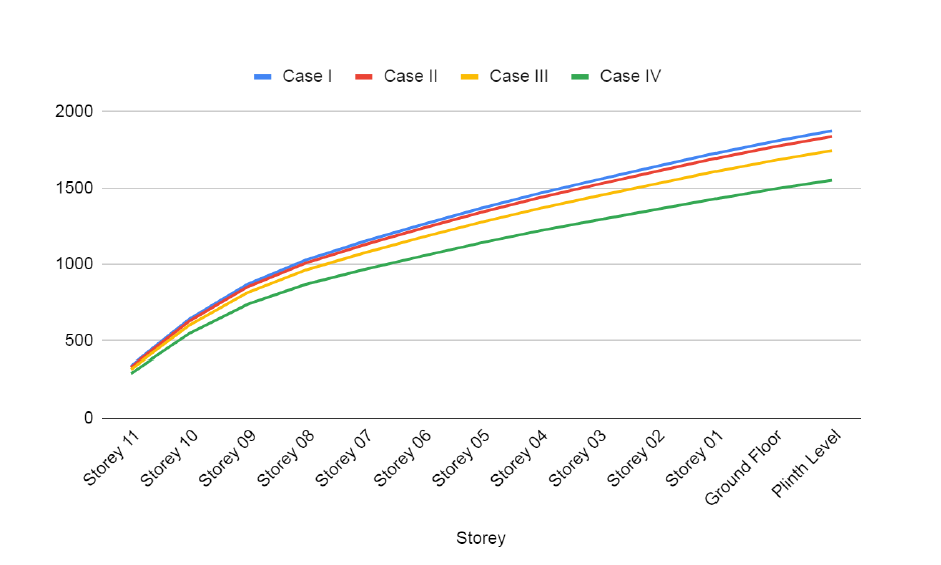 Case I Case II Case III Case IV
2000
1500
1000
500
0
Storey 11
Storey 10
Storey 09
Storey 08
Storey 07
Storey 06
Storey 05
Storey 04
Storey 03
Storey 02
Storey 01
Ground Floor
Plinth Level
Storey